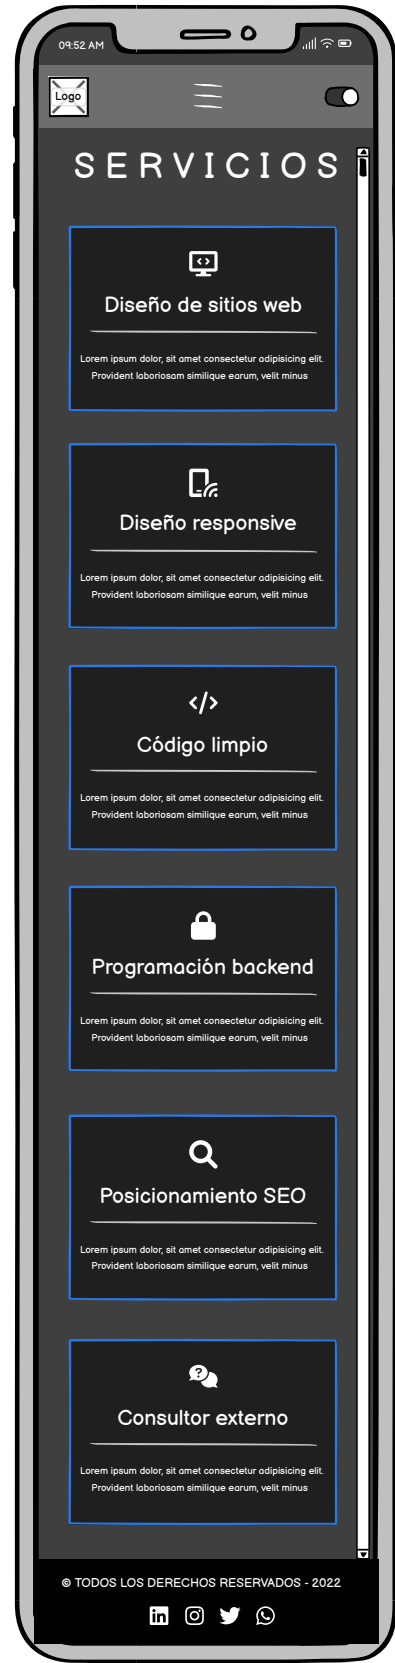 09:52 AM
Logo
SERVICIOS
Diseño de sitios web
Lorem ipsum dolor, sit amet consectetur adipisicing elit.
Provident laboriosam similique earum, velit minus
Diseño responsive
Lorem ipsum dolor, sit amet consectetur adipisicing elit.
Provident laboriosam similique earum, velit minus
Código limpio
Lorem ipsum dolor, sit amet consectetur adipisicing elit.
Provident laboriosam similique earum, velit minus
Programación backend
Lorem ipsum dolor, sit amet consectetur adipisicing elit.
Provident laboriosam similique earum, velit minus
Posicionamiento SEO
Lorem ipsum dolor, sit amet consectetur adipisicing elit.
Provident laboriosam similique earum, velit minus
Consultor externo
Lorem ipsum dolor, sit amet consectetur adipisicing elit.
Provident laboriosam similique earum, velit minus
© TODOS LOS DERECHOS RESERVADOS - 2022